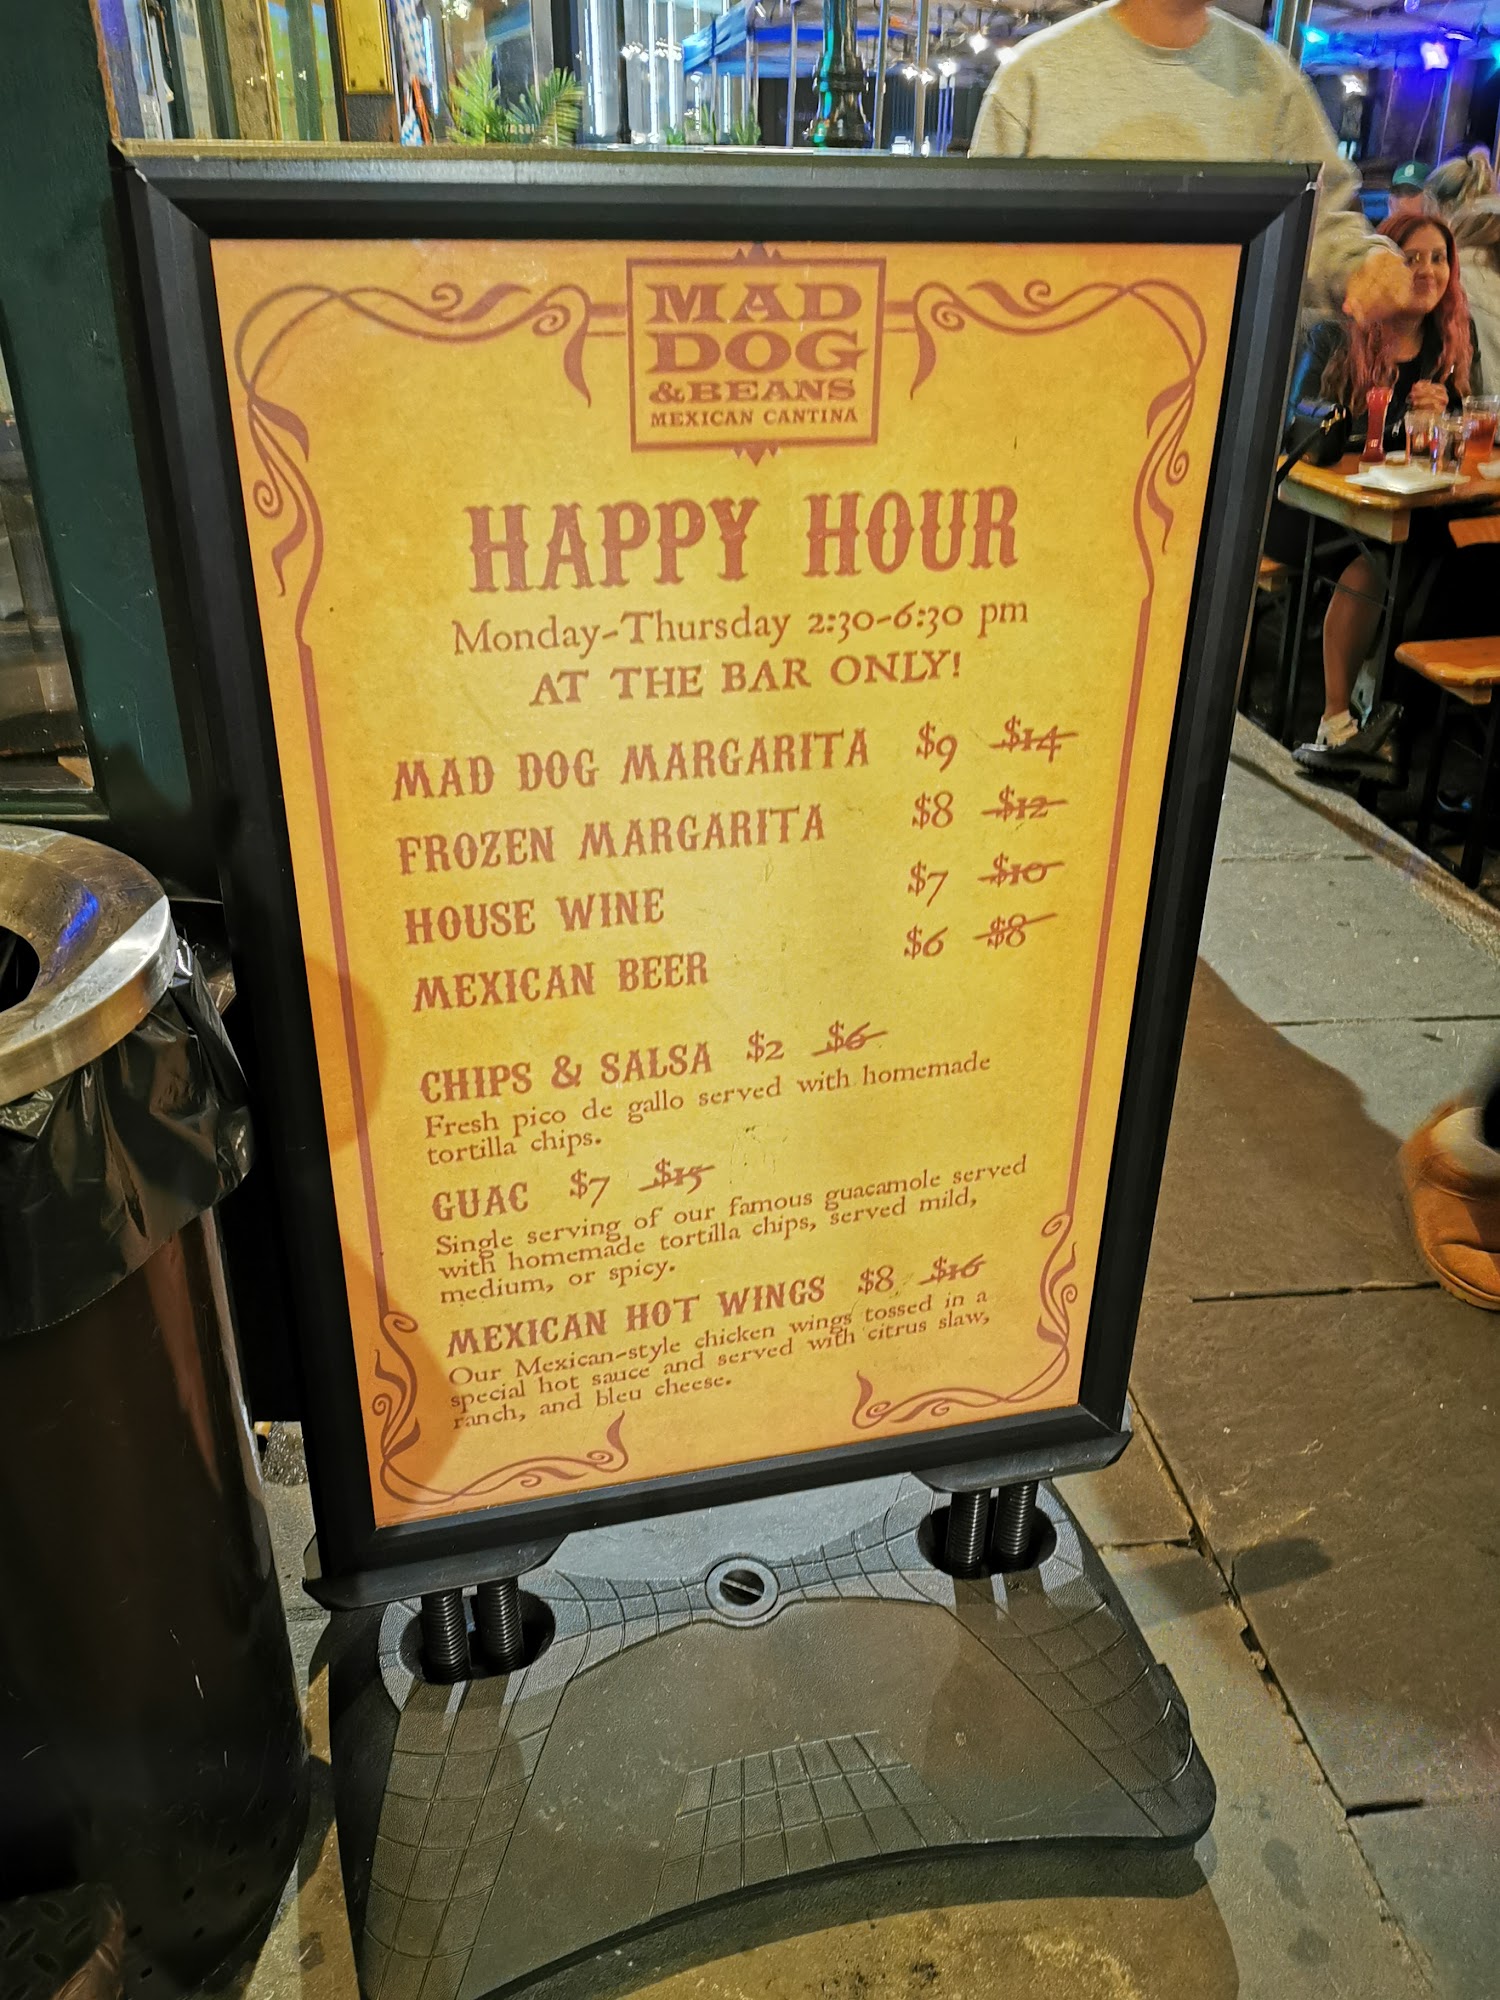 MAD
DOG
& BEANS
MEXICAN CANTINA
HAPPY HOUR
Monday-Thursday 2:30-6:30 pm
AT THE BAR ONLY!
MAD DOG MARGARITA $9 $14
FROZEN MARGARITA $8 $12
HOUSE WINE $7 $10
MEXICAN BEER $6 $8
CHIPS & SALSA $2 $6
Fresh pico de gallo served with homemade
tortilla chips.
GUAC $7 $15
Single serving of our famous guacamole served
with homemade tortilla chips, served mild,
medium, or spicy.
MEXICAN HOT WINGS $8 $16
Our Mexican-style chicken wings tossed in a
special hot sauce and served with citrus slaw,
ranch, and bleu cheese.